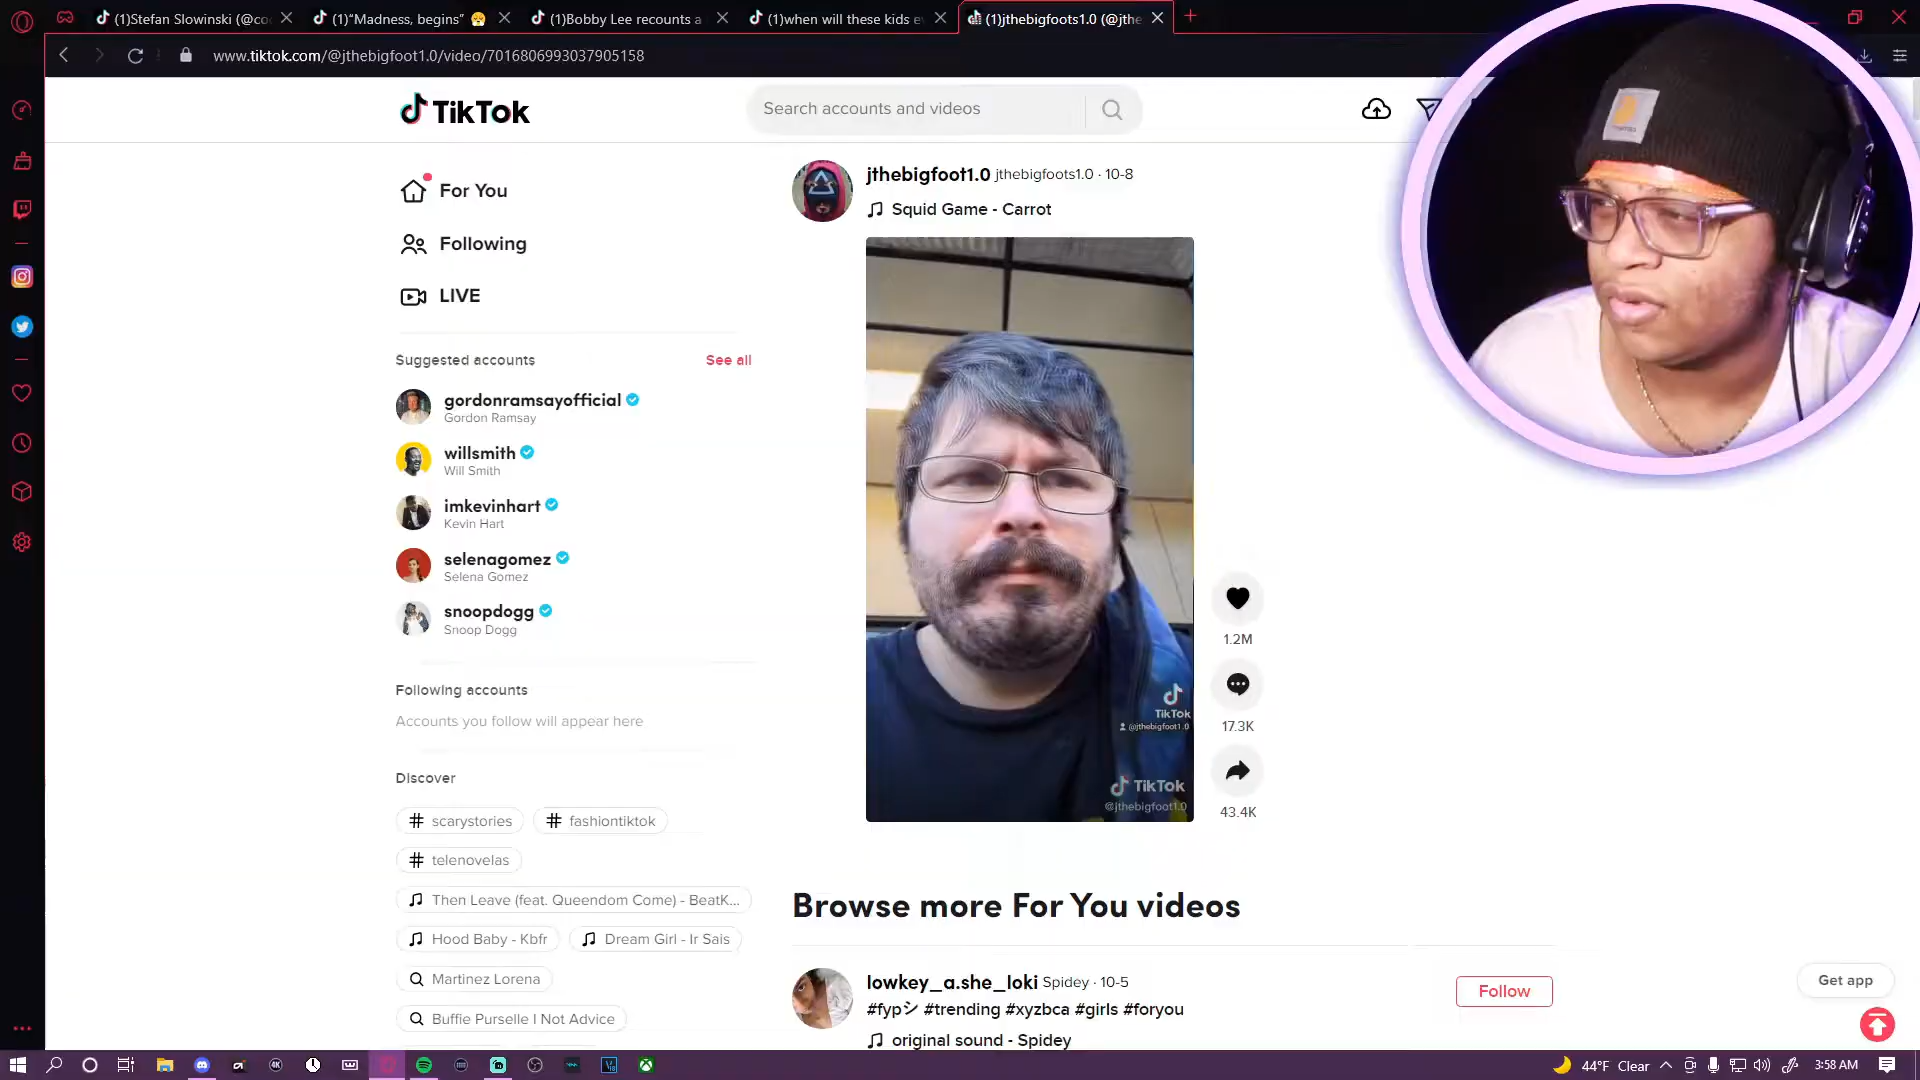 (1)Stefan Slowinski (@co
(1)"Madness, begins" 😤
(1)Bobby Lee recounts a
(1)when will these kids e
(1)jthebigfoots1.0 (@jthe
www.tiktok.com/@jthebigfoot1.0/video/7016806993037905158
TikTok
Search accounts and videos
For You
Following
LIVE
Suggested accounts
See all
gordonramsayofficial
Gordon Ramsay
willsmith
Will Smith
imkevinhart
Kevin Hart
selenagomez
Selena Gomez
snoopdogg
Snoop Dogg
Following accounts
Accounts you follow will appear here
Discover
# scarystories
# fashiontiktok
# telenovelas
Then Leave (feat. Queendom Come) - BeatK...
Hood Baby - Kbfr
Dream Girl - Ir Sais
Martinez Lorena
Buffie Purselle I Not Advice
jthebigfoot1.0 jthebigfoots1.0 · 10-8
Squid Game - Carrot
TikTok
@jthebigfoot1.0
TikTok
@jthebigfoot1.0
1.2M
17.3K
43.4K
Browse more For You videos
lowkey_a.she_loki Spidey · 10-5
#fypシ #trending #xyzbca #girls #foryou
original sound - Spidey
Follow
Get app
44°F Clear
3:58 AM